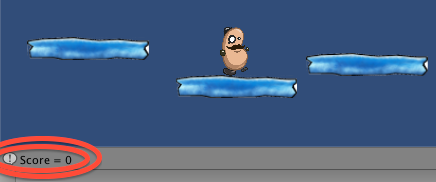 Score = 0